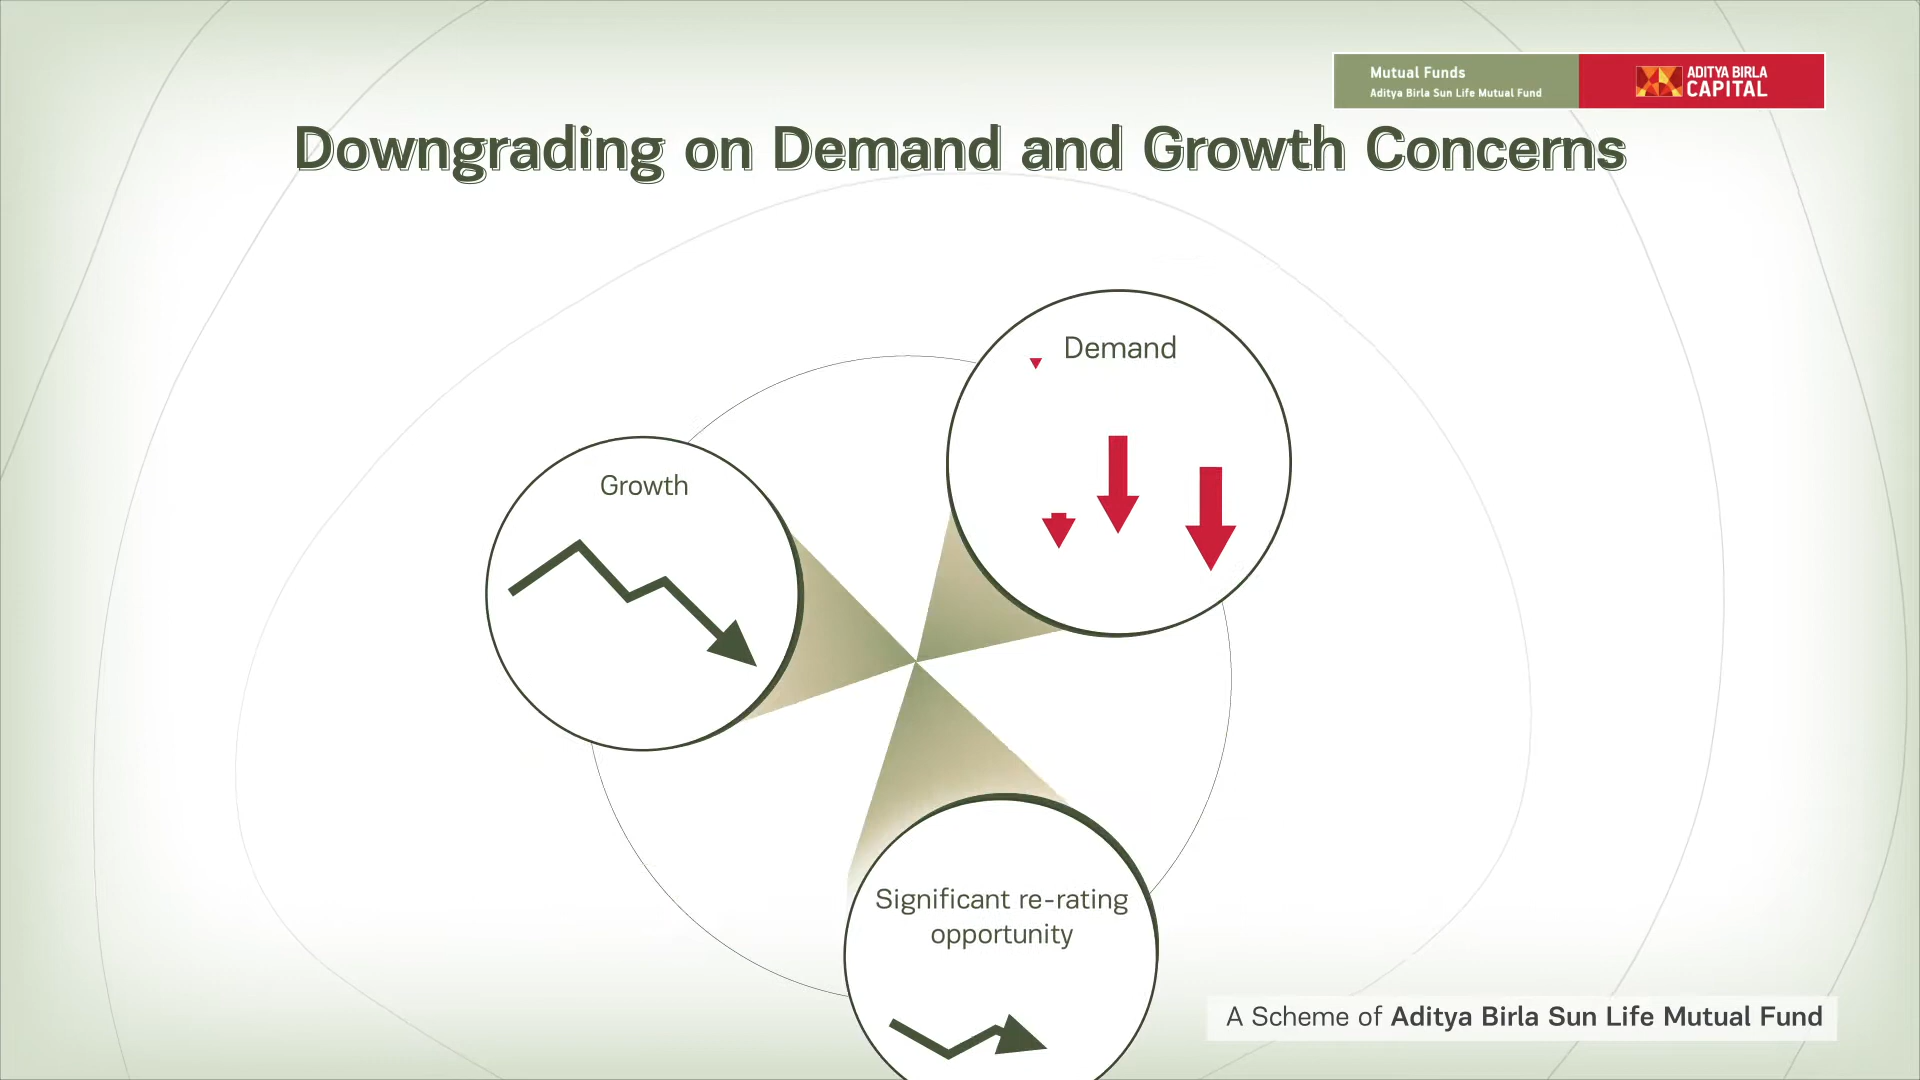 Mutual Funds
Aditya Birla Sun Life Mutual Fund
ADITYA BIRLA
CAPITAL
Downgrading on Demand and Growth Concerns
Demand
Growth
Significant re-rating
opportunity
A Scheme of Aditya Birla Sun Life Mutual Fund